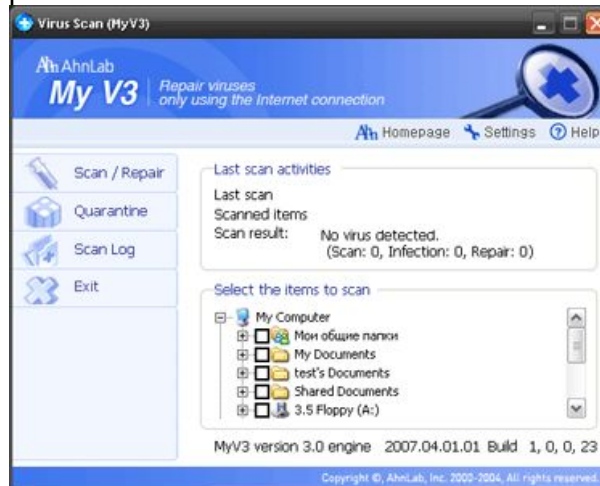 Virus Scan (MyV3)
Ahn AhnLab
My V3
Repair viruses
only using the Internet connection
Ahn Homepage Settings Help
Scan / Repair
Quarantine
Scan Log
Exit
Last scan activities
Last scan
Scanned items
Scan result: No virus detected.
(Scan: 0, Infection: 0, Repair: 0)
Select the items to scan
My Computer
Мои общие папки
My Documents
test's Documents
Shared Documents
3.5 Floppy (A:)
MyV3 version 3.0 engine 2007.04.01.01 Build 1, 0, 0, 23
Copyright ©, AhnLab, Inc. 2000-2004, All rights reserved.